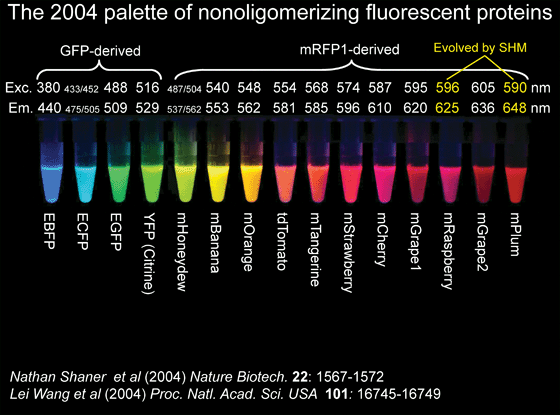 The 2004 palette of nonoligomerizing fluorescent proteins
GFP-derived
mRFP1-derived
Evolved by SHM
Exc. 380 433/452 488 516 487/504 540 548 554 568 574 587 595 596 605 590 nm
Em. 440 475/505 509 529 537/562 553 562 581 585 596 610 620 625 636 648 nm
EBFP
ECFP
EGFP
YFP (Citrine)
mHoneydew
mBanana
mOrange
tdTomato
mTangerine
mStrawberry
mCherry
mGrape1
mRaspberry
mGrape2
mPlum
Nathan Shaner et al (2004) Nature Biotech. 22: 1567-1572
Lei Wang et al (2004) Proc. Natl. Acad. Sci. USA 101: 16745-16749